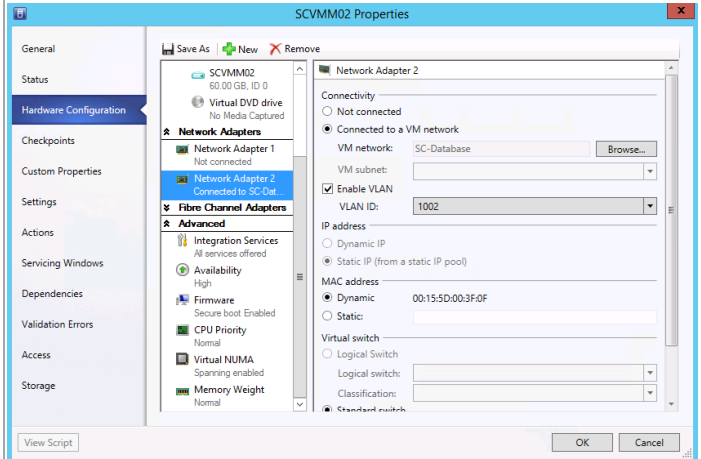 SCVMM02 Properties
x
General
Status
Hardware Configuration
Checkpoints
Custom Properties
Settings
Actions
Servicing Windows
Dependencies
Validation Errors
Access
Storage
Save As New Remove
SCVMM02
60.00 GB, ID 0
Virtual DVD drive
No Media Captured
Network Adapters
Network Adapter 1
Not connected
Network Adapter 2
Connected to SC-Dat...
Fibre Channel Adapters
Advanced
Integration Services
All services offered
Availability
High
Firmware
Secure boot Enabled
CPU Priority
Normal
Virtual NUMA
Spanning enabled
Memory Weight
Normal
Network Adapter 2
Connectivity
Not connected
Connected to a VM network
VM network: SC-Database Browse...
VM subnet:
Enable VLAN
VLAN ID: 1002
IP address
Dynamic IP
Static IP (from a static IP pool)
MAC address
Dynamic 00:15:5D:00:3F:0F
Static:
Virtual switch
Logical Switch
Logical switch:
Classification:
Standard switch
View Script
OK Cancel